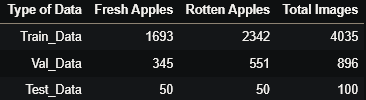 Type of Data Fresh Apples Rotten Apples Total Images
Train_Data 1693 2342 4035
Val_Data 345 551 896
Test_Data 50 50 100